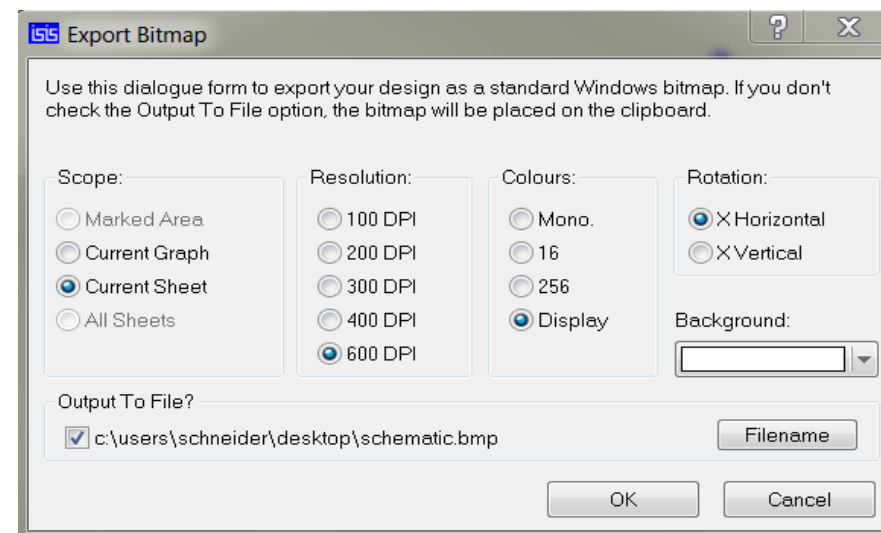 isis Export Bitmap
Use this dialogue form to export your design as a standard Windows bitmap. If you don't
check the Output To File option, the bitmap will be placed on the clipboard.
Scope:
Marked Area
Current Graph
Current Sheet
All Sheets
Resolution:
100 DPI
200 DPI
300 DPI
400 DPI
600 DPI
Colours:
Mono.
16
256
Display
Rotation:
X Horizontal
X Vertical
Background:
Output To File?
c:\users\schneider\desktop\schematic.bmp
Filename
OK
Cancel